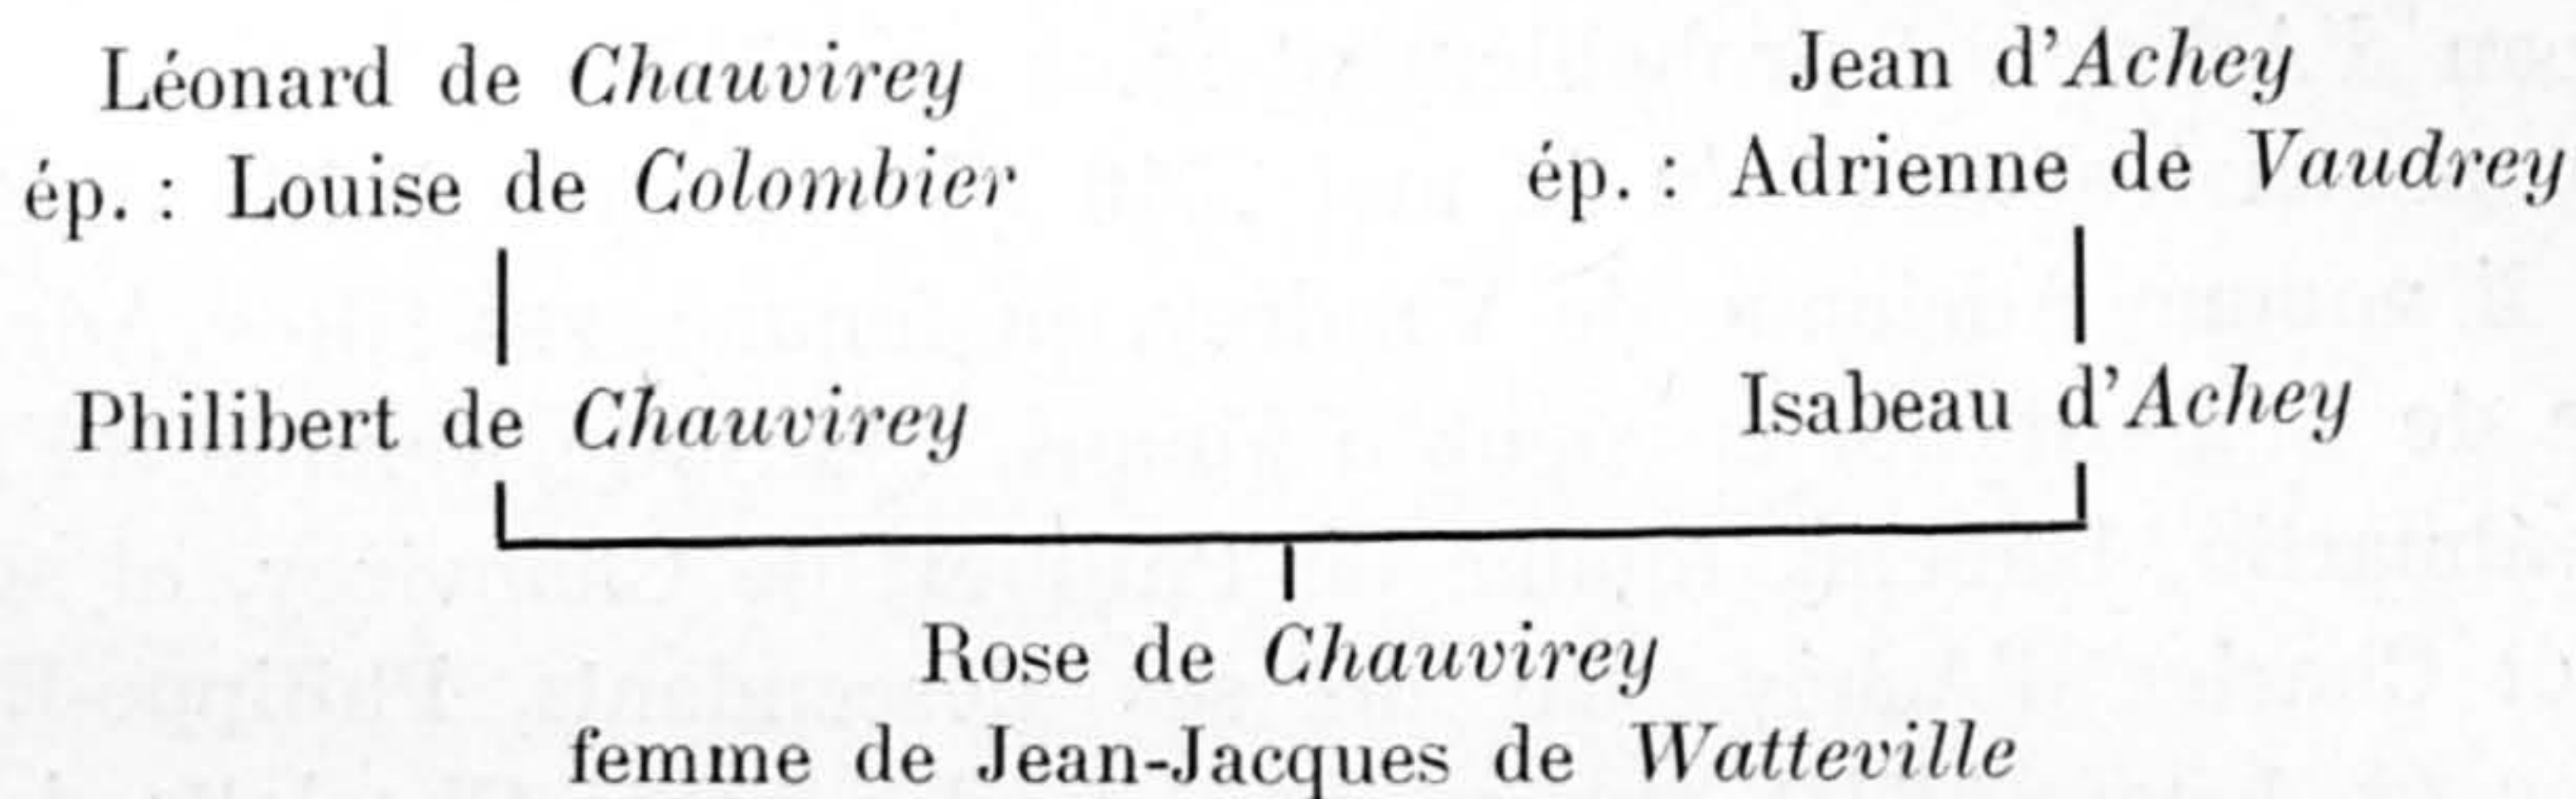 Léonard de Chauvirey
ép. : Louise de Colombier
Jean d'Achey
ép. : Adrienne de Vaudrey
Philibert de Chauvirey
Isabeau d'Achey
Rose de Chauvirey
femme de Jean-Jacques de Watteville